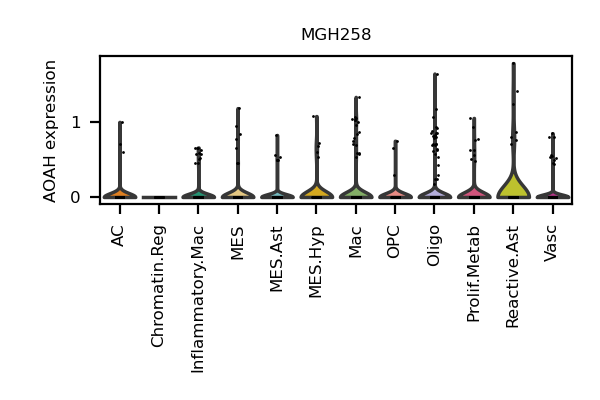 MGH258
AOAH expression
1
0
AC
Chromatin.Reg
Inflammatory.Mac
MES
MES.Ast
MES.Hyp
Mac
OPC
Oligo
Prolif.Metab
Reactive.Ast
Vasc